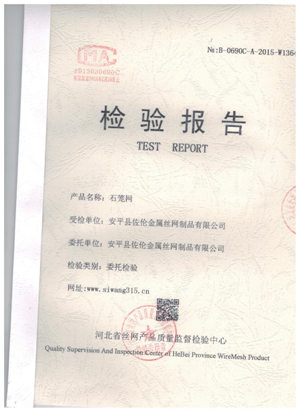 №:B-0690C-A-2015-W1364
MA
2015030690C
检验报告
TEST REPORT
产品名称: 石笼网
受检单位: 安平县佐伦金属丝网制品有限公司
委托单位: 安平县佐伦金属丝网制品有限公司
检验类别: 委托检验
网址:www.siwang315.cn
河北省丝网产品质量监督检验中心
Quality Supervision And Inspection Center of HeBei Province WireMesh Product